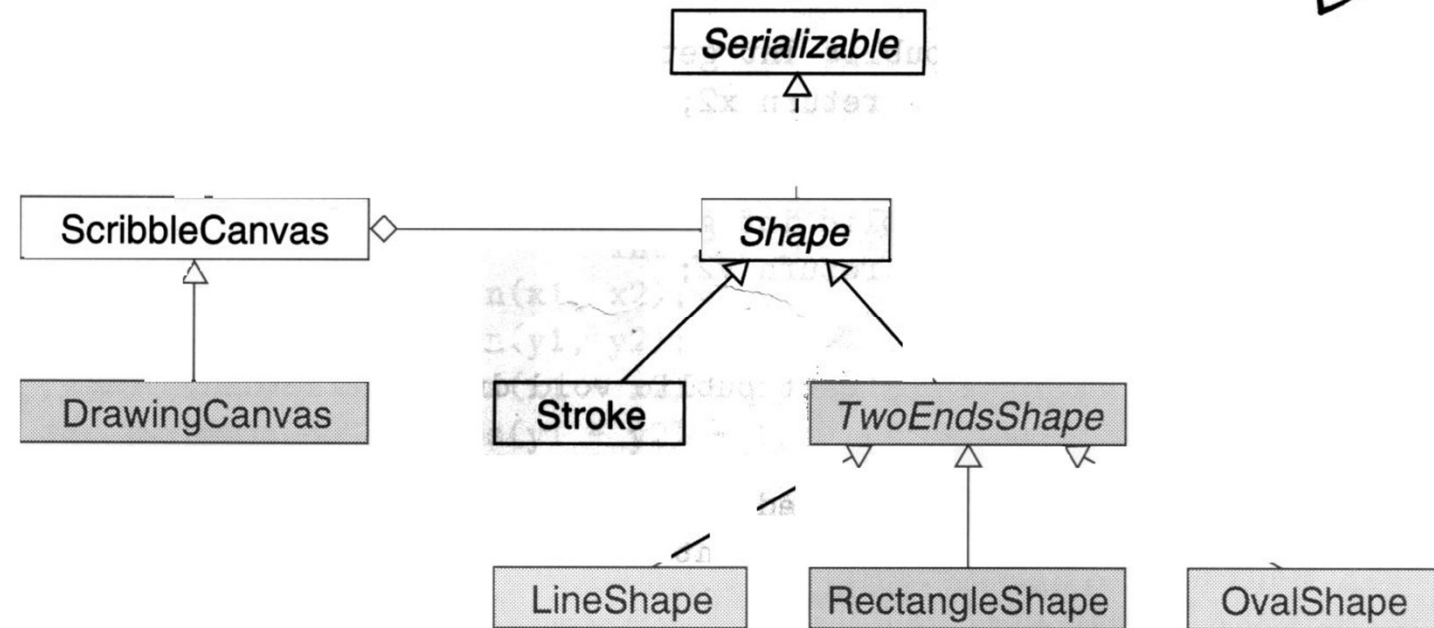 Serializable
ScribbleCanvas
Shape
DrawingCanvas
Stroke
TwoEndsShape
LineShape
RectangleShape
OvalShape